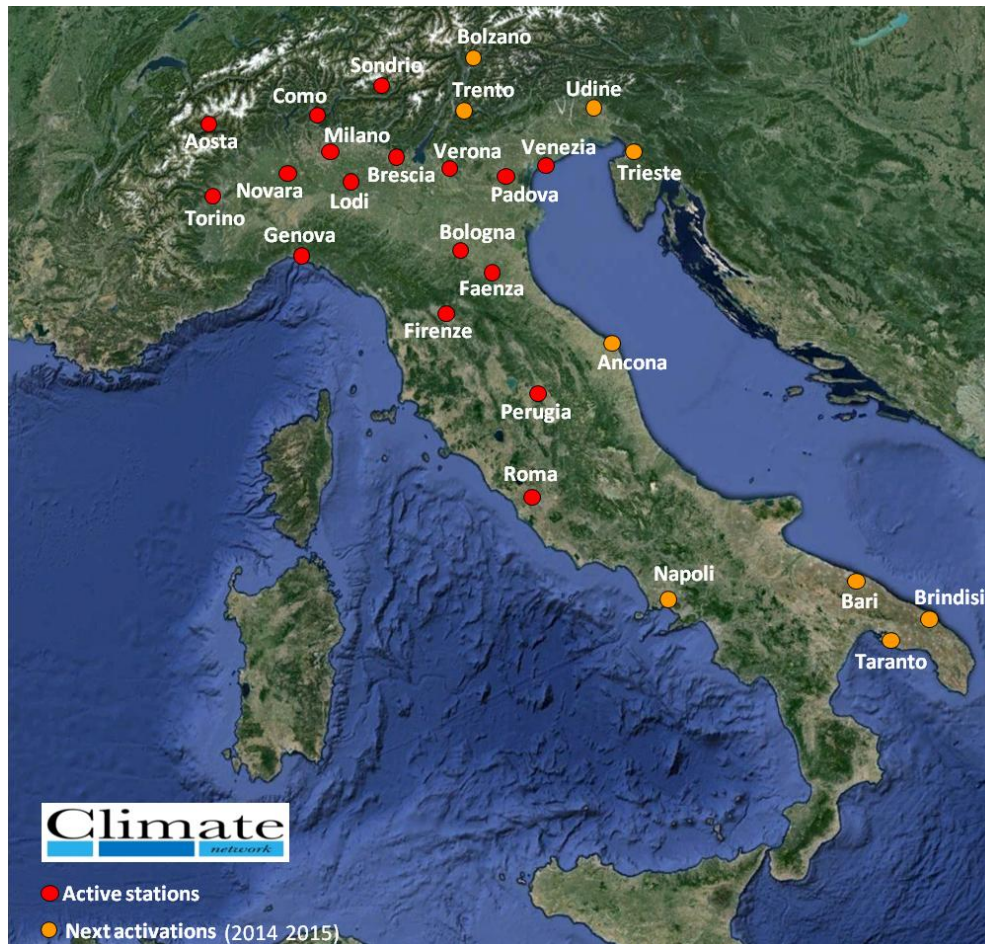 Bolzano
Sondrio
Trento
Udine
Como
Aosta
Milano
Verona
Venezia
Brescia
Trieste
Novara
Lodi
Padova
Torino
Genova
Bologna
Faenza
Firenze
Ancona
Perugia
Roma
Napoli
Bari
Brindisi
Taranto
Climate
network
Active stations
Next activations (2014 2015)